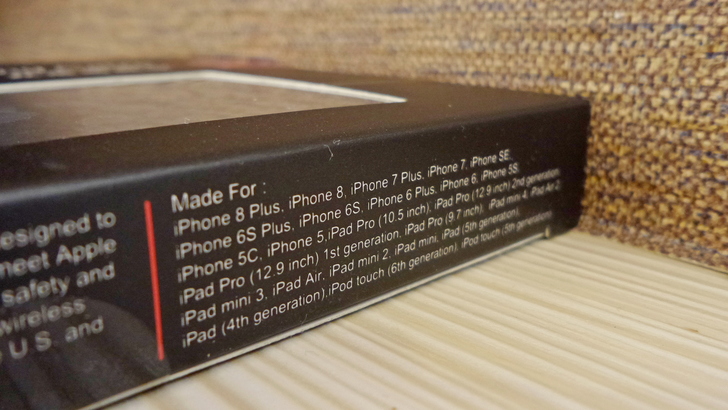 esigned to
meet Apple
safety and
wireless
U.S. and
Made For :
iPhone 8 Plus, iPhone 8, iPhone 7 Plus, iPhone 7, iPhone SE,
iPhone 6S Plus, iPhone 6S, iPhone 6 Plus, iPhone 6, iPhone 5S,
iPhone 5C, iPhone 5,iPad Pro (10.5 inch), iPad Pro (12.9 inch) 2nd generation,
iPad Pro (12.9 inch) 1st generation, iPad Pro (9.7 inch), iPad mini 4, iPad Air 2,
iPad mini 3, iPad Air, iPad mini 2, iPad mini, iPad (5th generation),
iPad (4th generation),iPod touch (6th generation), iPod touch (5th generation)